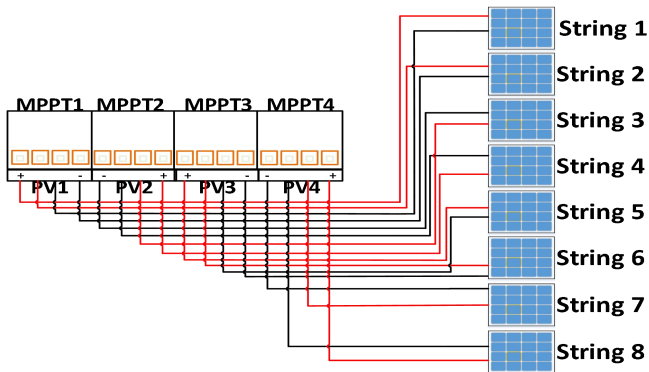 String 1
String 2
MPPT1 MPPT2 MPPT3 MPPT4
String 3
String 4
+ - - + + - - +
PV1 PV2 PV3 PV4
String 5
String 6
String 7
String 8